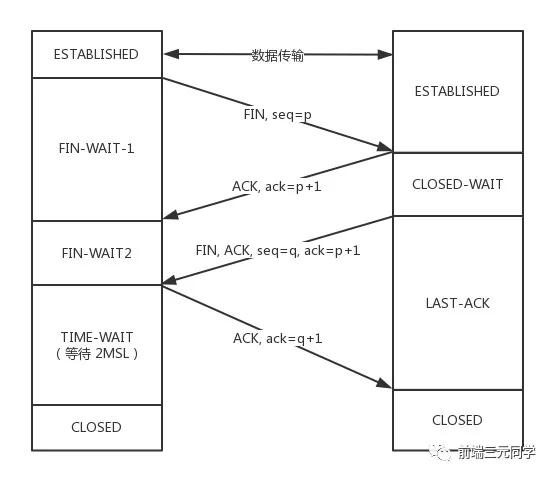 ESTABLISHED
数据传输
ESTABLISHED
FIN, seq=p
FIN-WAIT-1
ACK, ack=p+1
CLOSED-WAIT
FIN-WAIT2
FIN, ACK, seq=q, ack=p+1
LAST-ACK
TIME-WAIT
（等待 2MSL）
ACK, ack=q+1
CLOSED
CLOSED
前端三元同学